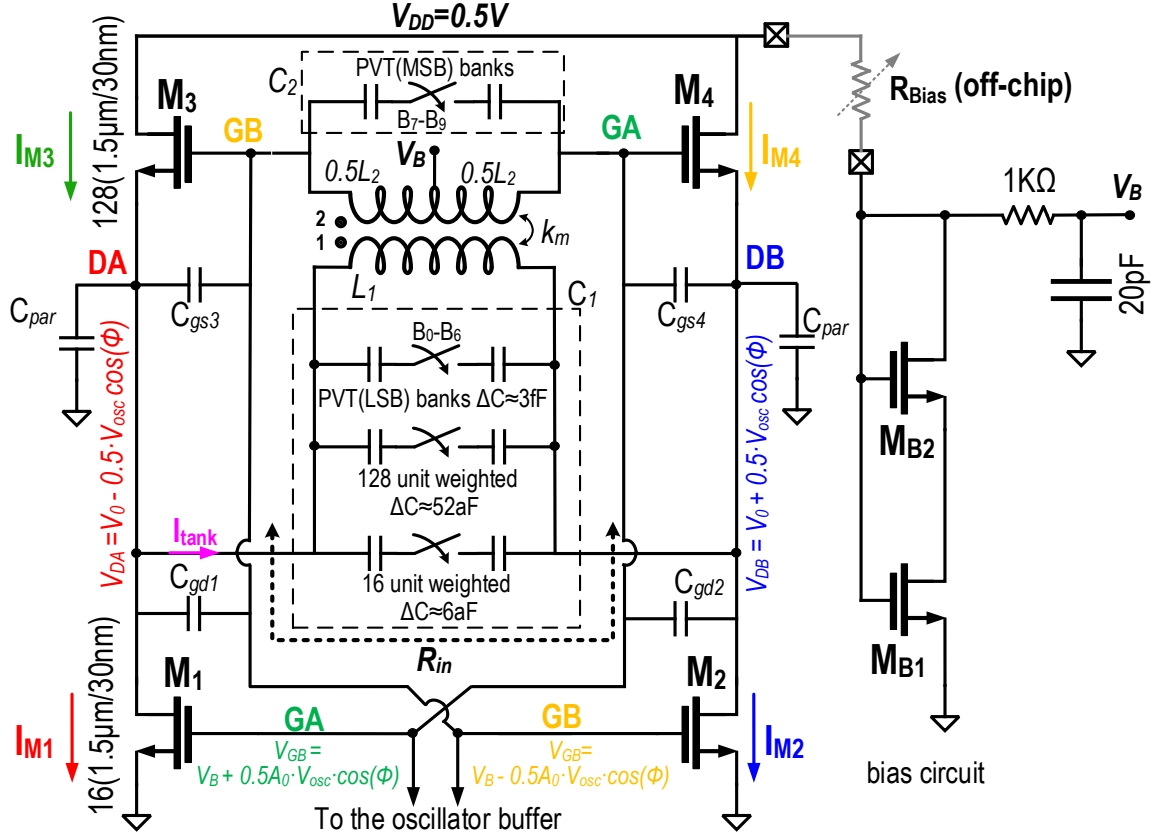 V_DD=0.5V
PVT(MSB) banks
C_2
B_7-B_9
M_3
M_4
GB
GA
V_B
R_Bias (off-chip)
I_M3
I_M4
128(1.5μm/30nm)
0.5L_2
0.5L_2
2
1
k_m
1KΩ
V_B
DA
DB
L_1
C_1
C_par
C_gs3
C_gs4
C_par
20pF
B_0-B_6
PVT(LSB) banks ΔC≈3fF
V_DA=V_0 - 0.5·V_osc cos(Φ)
V_DB = V_0 + 0.5·V_osc cos(Φ)
128 unit weighted
ΔC≈52aF
M_B2
I_tank
16 unit weighted
ΔC≈6aF
C_gd1
C_gd2
R_in
M_B1
M_1
M_2
16(1.5μm/30nm)
GA
GB
I_M1
I_M2
V_GB=
V_B + 0.5A_0·V_osc·cos(Φ)
V_GB=
V_B - 0.5A_0·V_osc·cos(Φ)
bias circuit
To the oscillator buffer